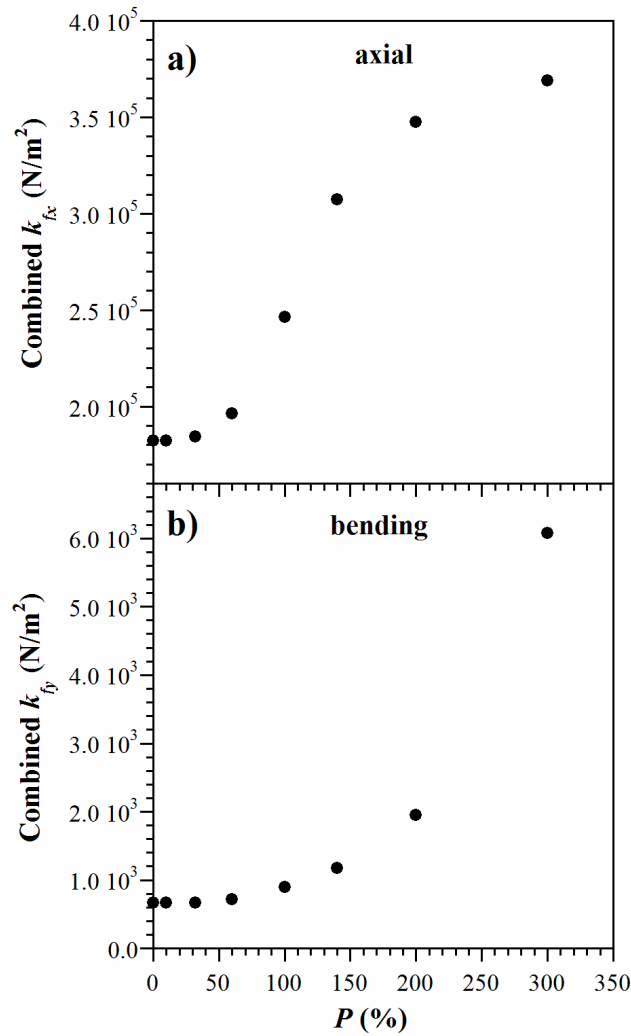 a)
axial
4.0 10⁵
3.5 10⁵
3.0 10⁵
2.5 10⁵
2.0 10⁵
Combined k_fx (N/m²)
b)
bending
6.0 10³
5.0 10³
4.0 10³
3.0 10³
2.0 10³
1.0 10³
0.0
Combined k_fy (N/m²)
0 50 100 150 200 250 300 350
P (%)